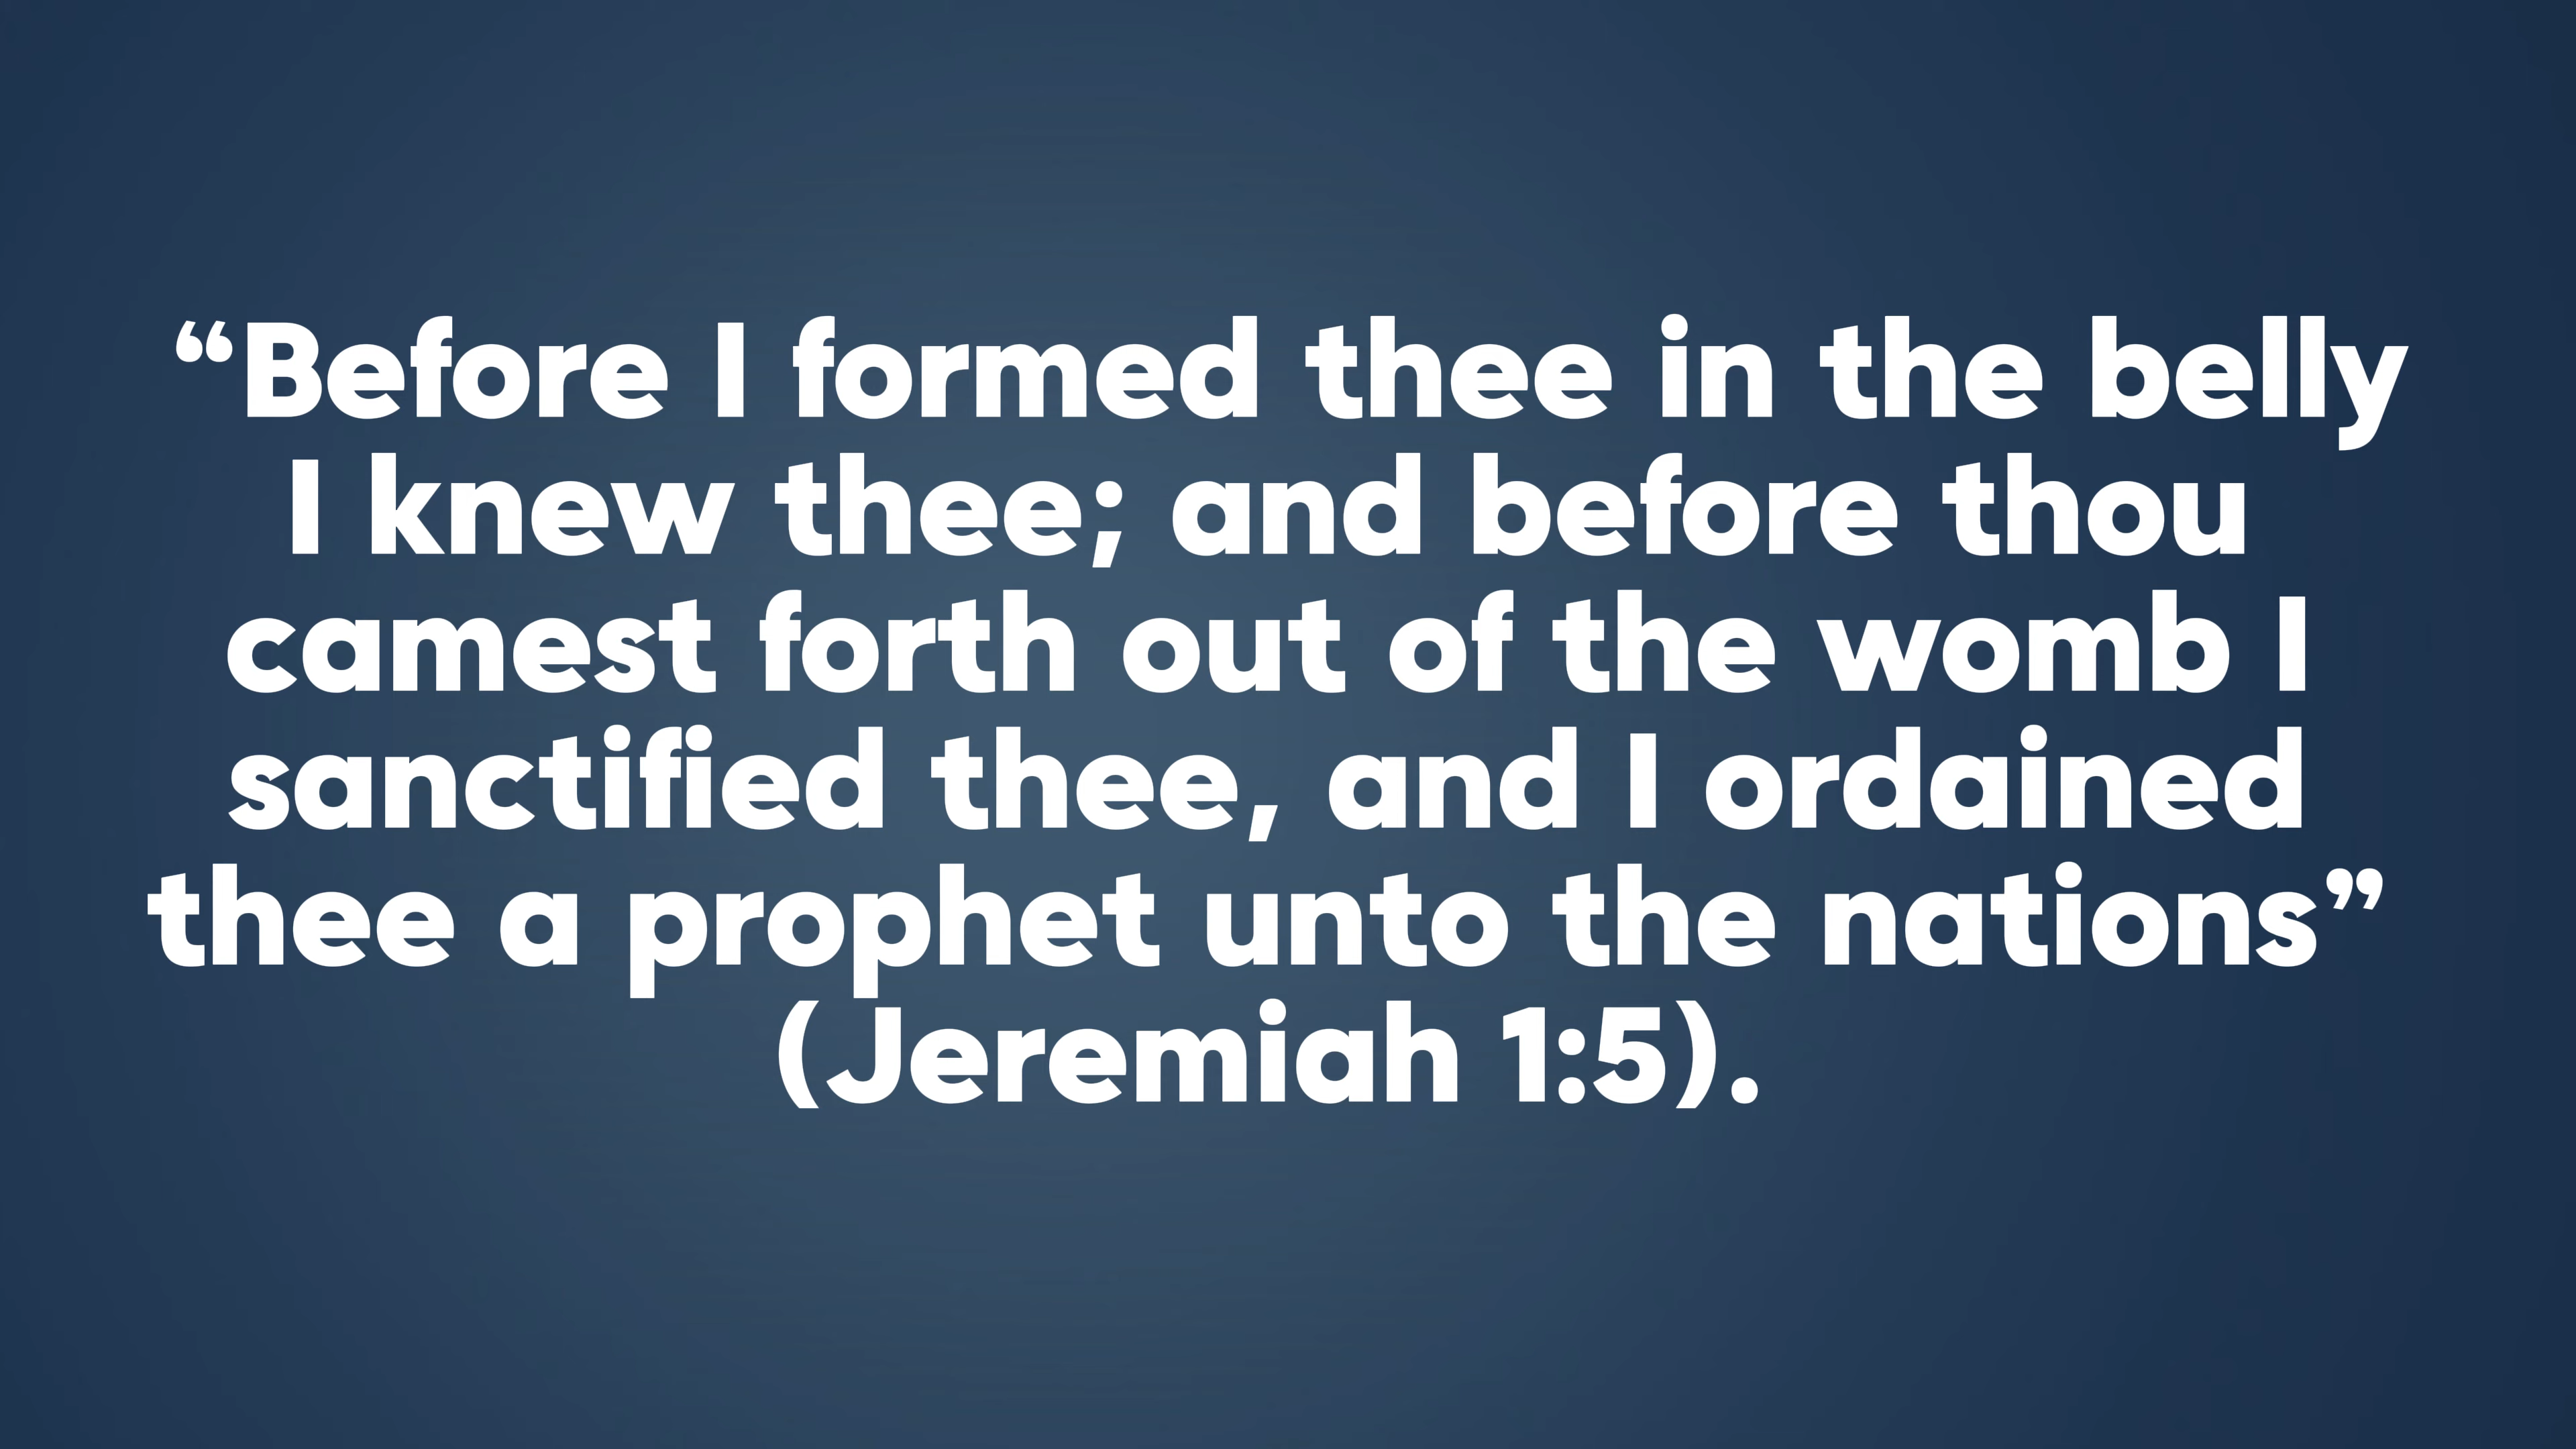 “Before I formed thee in the belly
I knew thee; and before thou
camest forth out of the womb I
sanctified thee, and I ordained
thee a prophet unto the nations”
(Jeremiah 1:5).